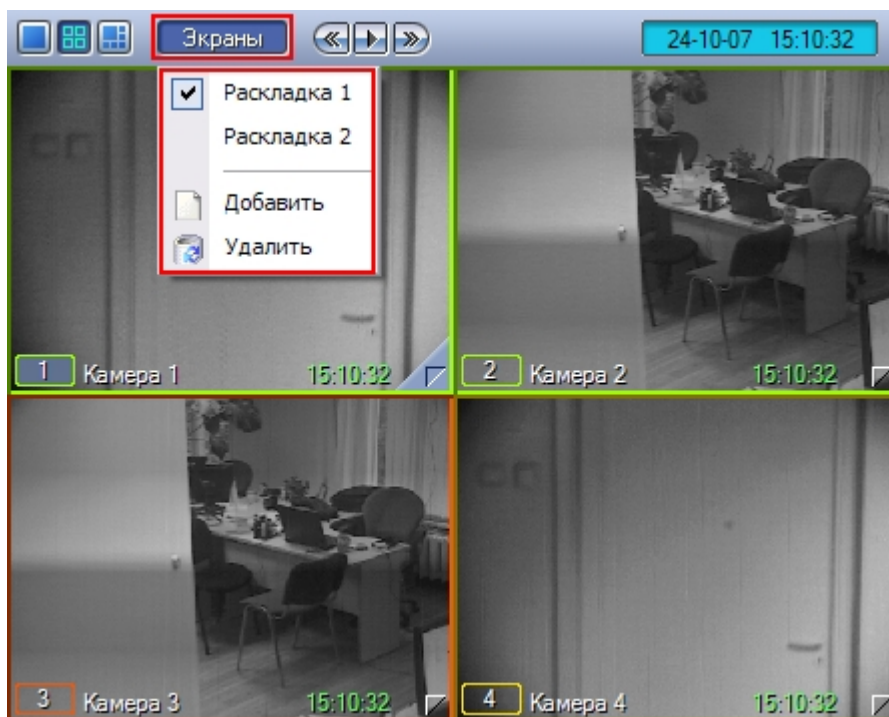 Экраны
24-10-07 15:10:32
Раскладка 1
Раскладка 2
Добавить
Удалить
1 Камера 1 15:10:32
2 Камера 2 15:10:32
3 Камера 3 15:10:32
4 Камера 4 15:10:32